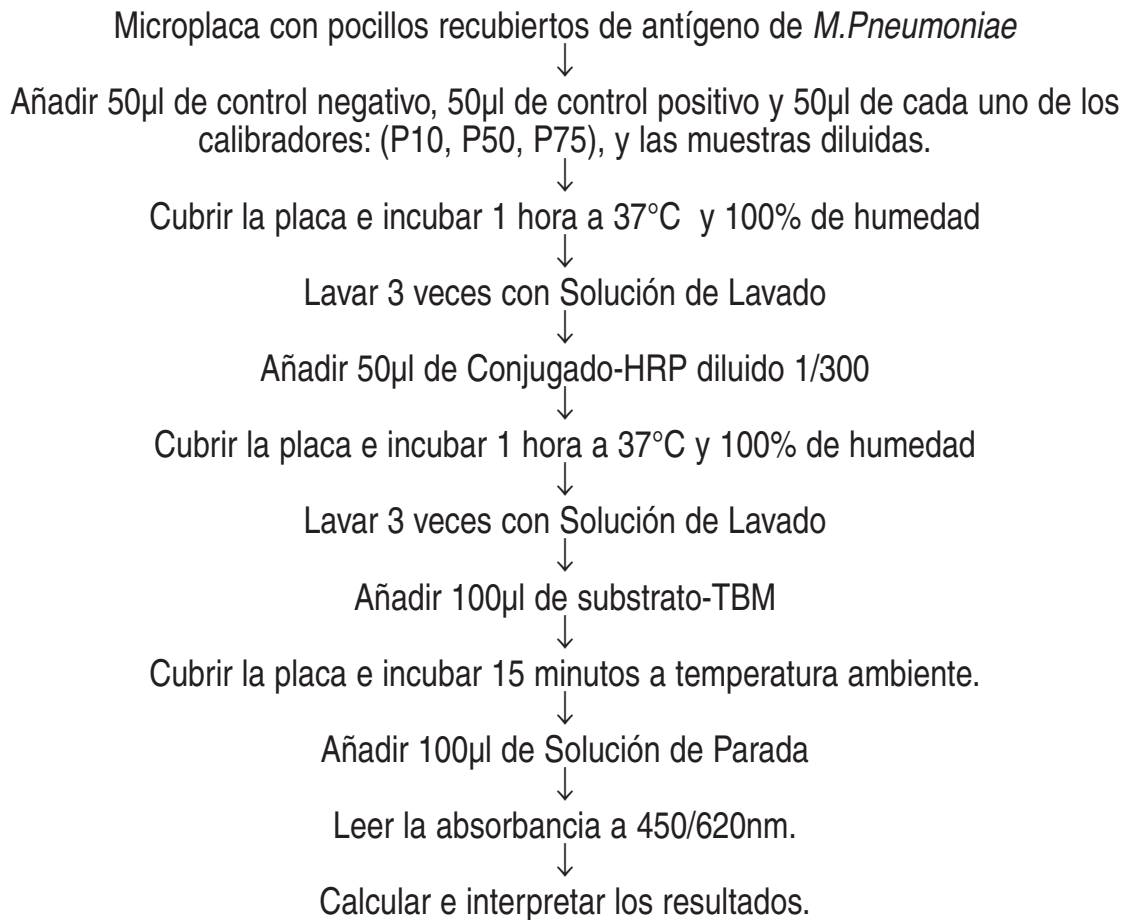 Microplaca con pocillos recubiertos de antígeno de M.Pneumoniae
↓
Añadir 50µl de control negativo, 50µl de control positivo y 50µl de cada uno de los
calibradores: (P10, P50, P75), y las muestras diluidas.
↓
Cubrir la placa e incubar 1 hora a 37°C y 100% de humedad
↓
Lavar 3 veces con Solución de Lavado
↓
Añadir 50µl de Conjugado-HRP diluido 1/300
↓
Cubrir la placa e incubar 1 hora a 37°C y 100% de humedad
↓
Lavar 3 veces con Solución de Lavado
↓
Añadir 100µl de substrato-TBM
↓
Cubrir la placa e incubar 15 minutos a temperatura ambiente.
↓
Añadir 100µl de Solución de Parada
↓
Leer la absorbancia a 450/620nm.
↓
Calcular e interpretar los resultados.